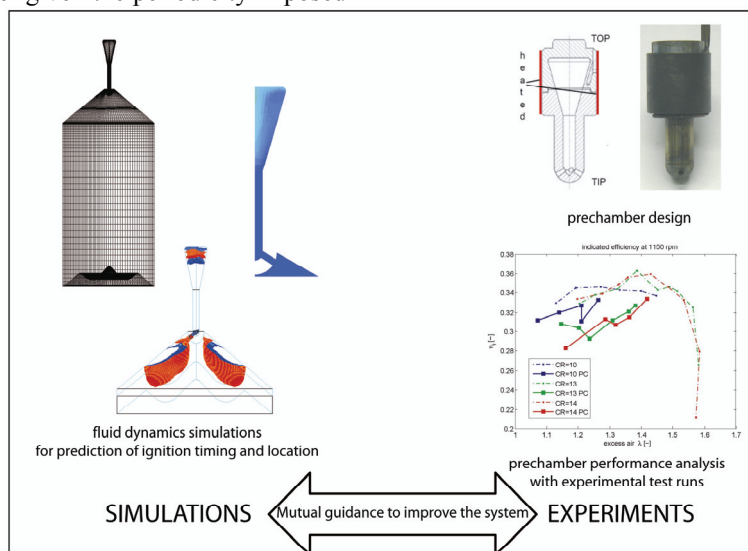 TOP
h
e
a
t
e
d
TIP
prechamber design
indicated efficiency at 1100 rpm
0.38
0.36
0.34
0.32
0.3
0.28
0.26
0.24
0.22
0.2
CR=10
CR=10 PC
CR=13
CR=13 PC
CR=14
CR=14 PC
1 1.1 1.2 1.3 1.4 1.5 1.6 1.7
excess air λ [-]
fluid dynamics simulations
for prediction of ignition timing and location
prechamber performance analysis
with experimental test runs
SIMULATIONS Mutual guidance to improve the system EXPERIMENTS